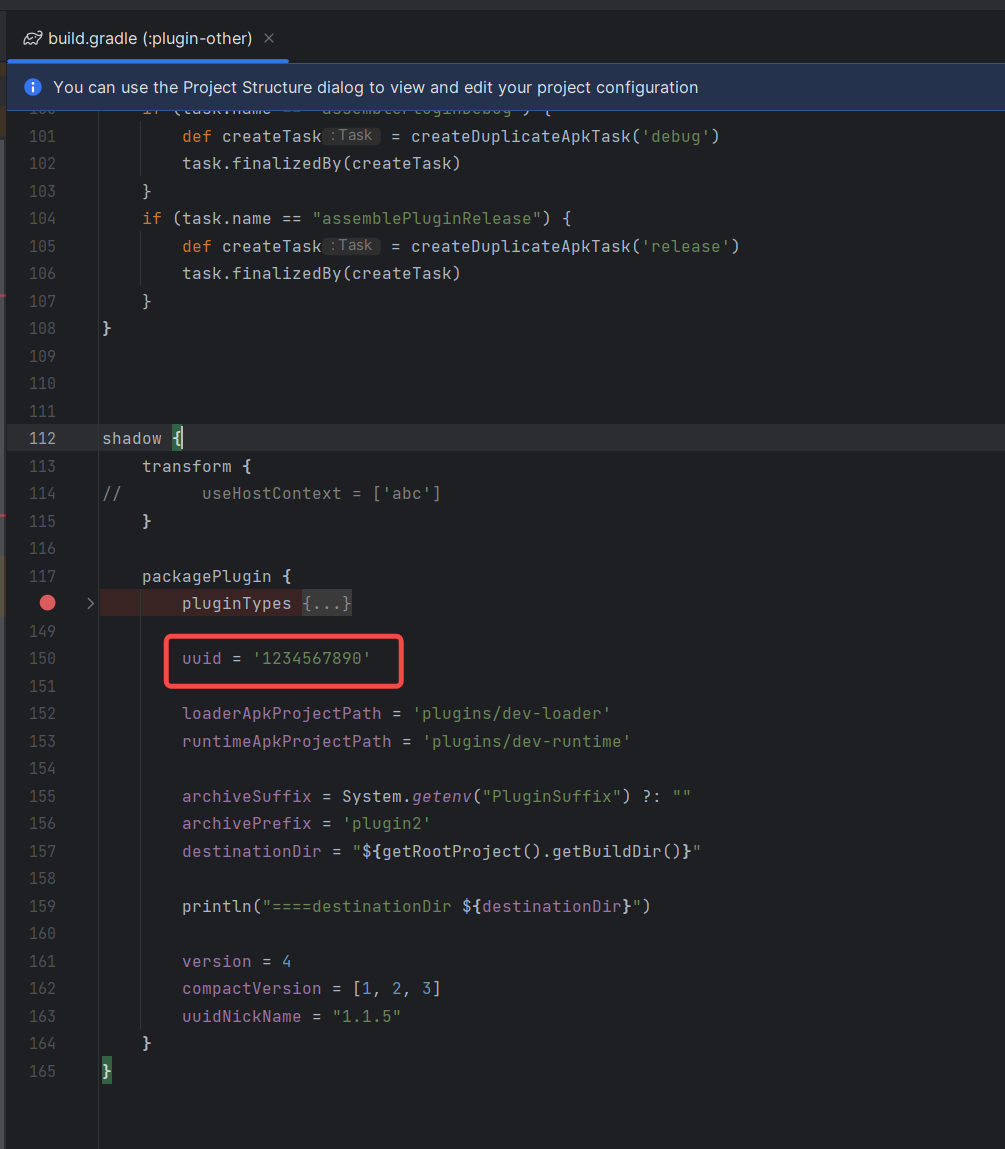 build.gradle (:plugin-other)
You can use the Project Structure dialog to view and edit your project configuration
101 def createTask : Task = createDuplicateApkTask('debug')
102 task.finalizedBy(createTask)
103 }
104 if (task.name == "assemblePluginRelease") {
105 def createTask : Task = createDuplicateApkTask('release')
106 task.finalizedBy(createTask)
107 }
108 }
109
110
111
112 shadow {
113 transform {
114 // useHostContext = ['abc']
115 }
116
117 packagePlugin {
pluginTypes {...}
149
150 uuid = '1234567890'
151
152 loaderApkProjectPath = 'plugins/dev-loader'
153 runtimeApkProjectPath = 'plugins/dev-runtime'
154
155 archiveSuffix = System.getenv("PluginSuffix") ?: ""
156 archivePrefix = 'plugin2'
157 destinationDir = "${getRootProject().getBuildDir()}"
158
159 println("====destinationDir ${destinationDir}")
160
161 version = 4
162 compactVersion = [1, 2, 3]
163 uuidNickName = "1.1.5"
164 }
165 }